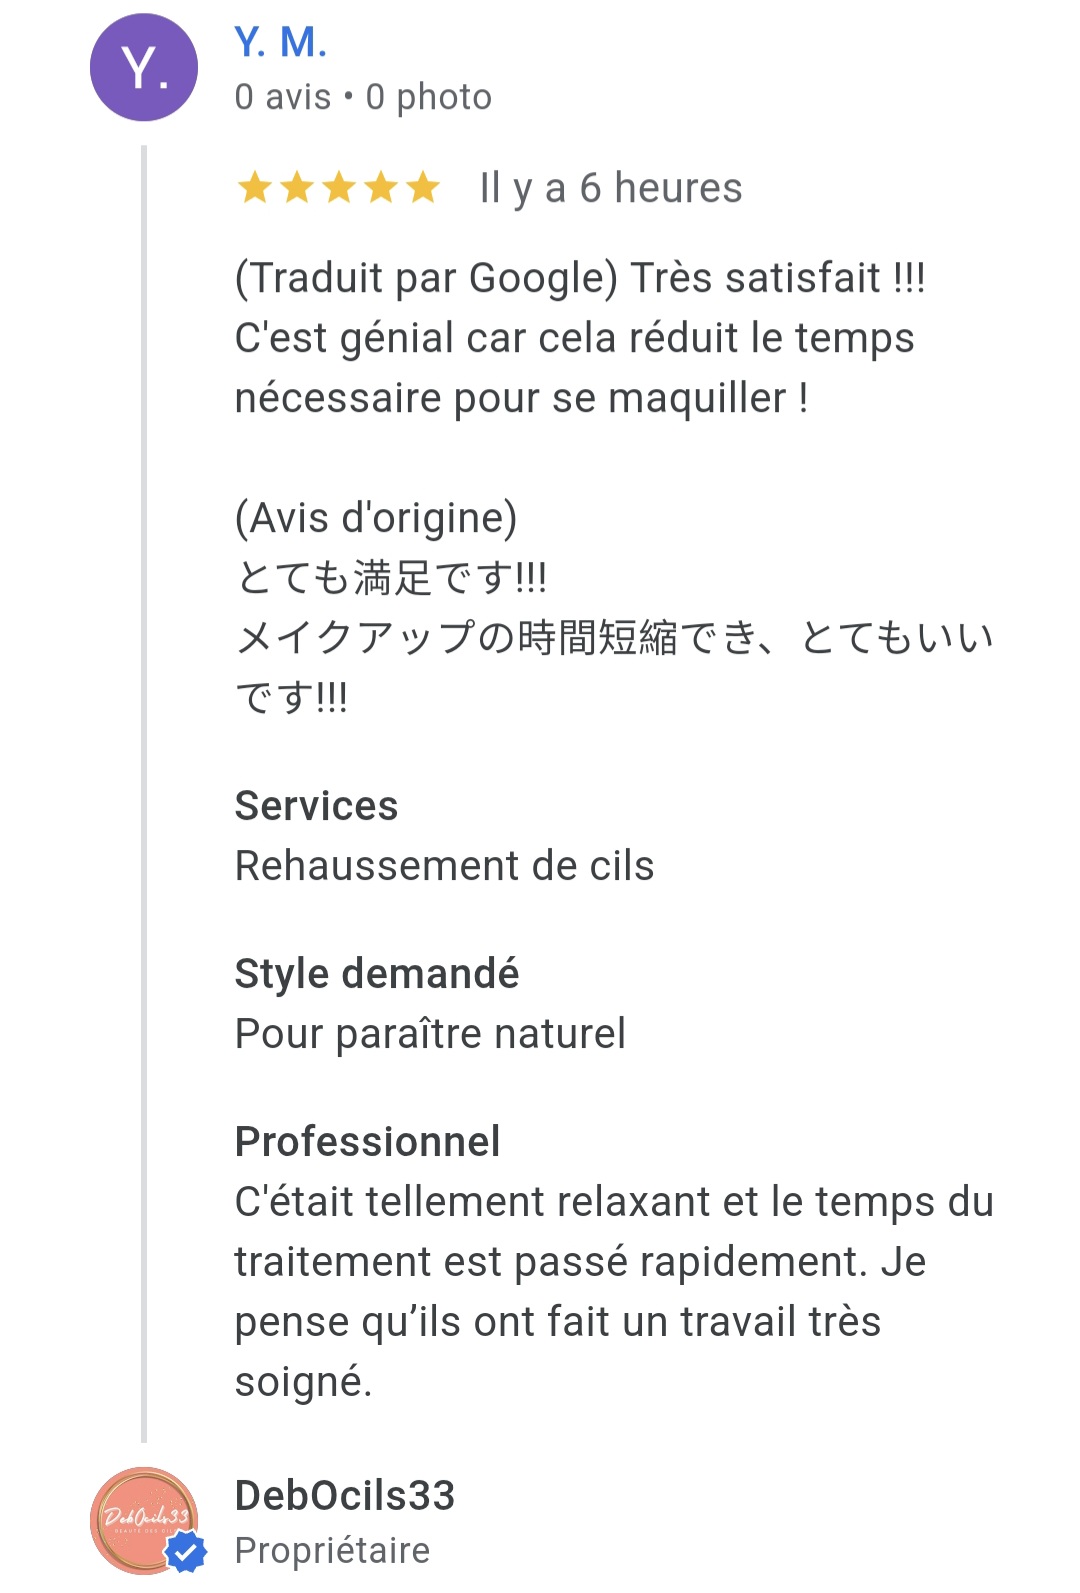 Y.
Y. M.
0 avis • 0 photo
Il y a 6 heures
(Traduit par Google) Très satisfait !!!
C'est génial car cela réduit le temps
nécessaire pour se maquiller !
(Avis d'origine)
とても満足です!!!
メイクアップの時間短縮でき、とてもいい
です!!!
Services
Rehaussement de cils
Style demandé
Pour paraître naturel
Professionnel
C'était tellement relaxant et le temps du
traitement est passé rapidement. Je
pense qu’ils ont fait un travail très
soigné.
DebOcils33
DebOcils33
Propriétaire